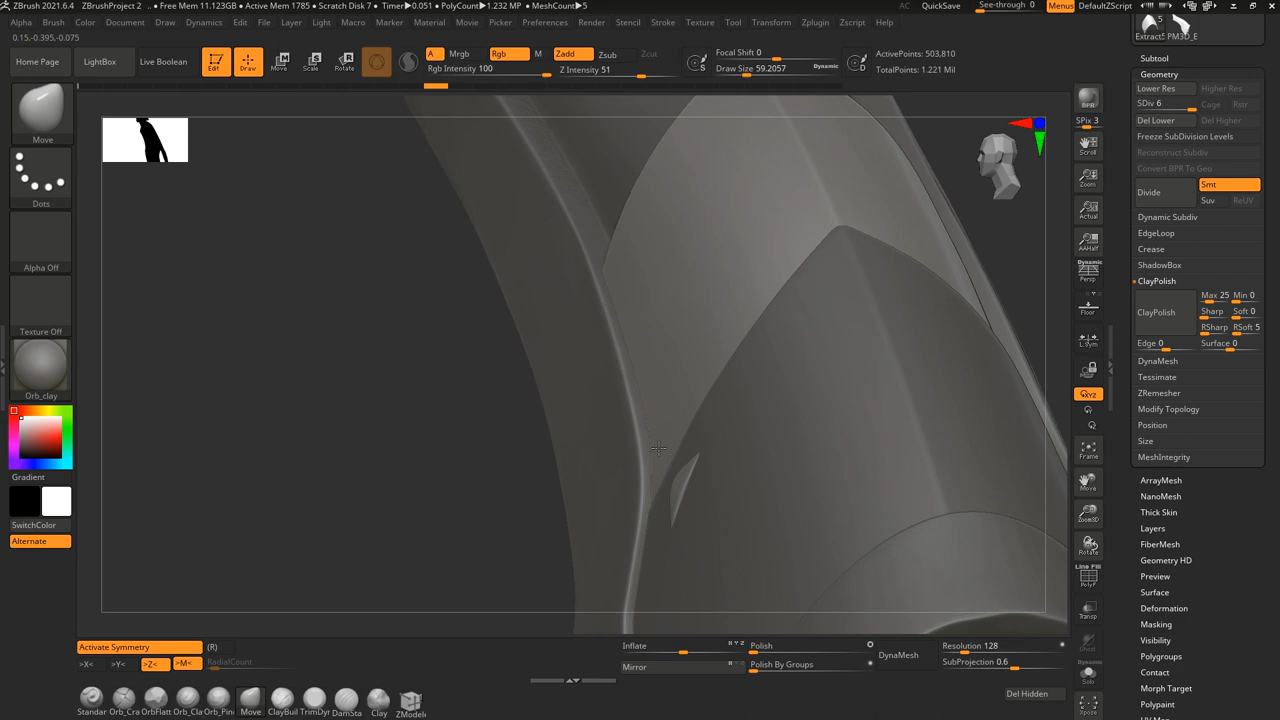 ZBrush 2021.6.4 ZBrushProject 2 • Free Mem 11.123GB • Active Mem 1785 • Scratch Disk 7 • Timer▸0.051 • PolyCount▸1.232 MP • MeshCount▸5 AC QuickSave See-through 0 Menus DefaultZScript
Alpha Brush Color Document Draw Dynamics Edit File Layer Light Macro Marker Material Movie Picker Preferences Render Stencil Stroke Texture Tool Transform Zplugin Zscript Help
0.15,-0.395,-0.075
Home Page LightBox Live Boolean Edit Draw Move Scale Rotate A Mrgb Rgb M Zadd Zsub Zcut
Rgb Intensity 100 Z Intensity 51
Focal Shift 0
Draw Size 59.2057 Dynamic
ActivePoints: 503,810
TotalPoints: 1.221 Mil
S
D
Move
Dots
Alpha Off
Texture Off
Orb_clay
Gradient
SwitchColor
Alternate
BPR
SPix 3
Scroll
Zoom
Actual
AAHalf
Dynamic
Persp
Floor
L.Sym
XYZ
Frame
Move
Zoom3D
Rotate
Line Fill
PolyF
Transp
Ghost
Dynamic
Solo
Xpose
5
Extract5 PM3D_E
Subtool
Geometry
Lower Res Higher Res
SDiv 6 Cage Rstr
Del Lower Del Higher
Freeze SubDivision Levels
Reconstruct Subdiv
Convert BPR To Geo
Divide Smt
Suv ReUV
Dynamic Subdiv
EdgeLoop
Crease
ShadowBox
ClayPolish
ClayPolish Max 25 Min 0
Sharp Soft 0
RSharp RSoft 5
Edge 0 Surface 0
DynaMesh
Tessimate
ZRemesher
Modify Topology
Position
Size
MeshIntegrity
ArrayMesh
NanoMesh
Thick Skin
Layers
FiberMesh
Geometry HD
Preview
Surface
Deformation
Masking
Visibility
Polygroups
Contact
Morph Target
Polypaint
UV Map
Activate Symmetry (R)
>X< >Y< >Z< >M< RadialCount
Inflate X Y Z Polish
Mirror Polish By Groups
DynaMesh
Resolution 128
SubProjection 0.6
Del Hidden
Standar Orb_Cra OrbFlatt Orb_Cla Orb_Pin Move ClayBuil TrimDyr DamSta Clay ZModele